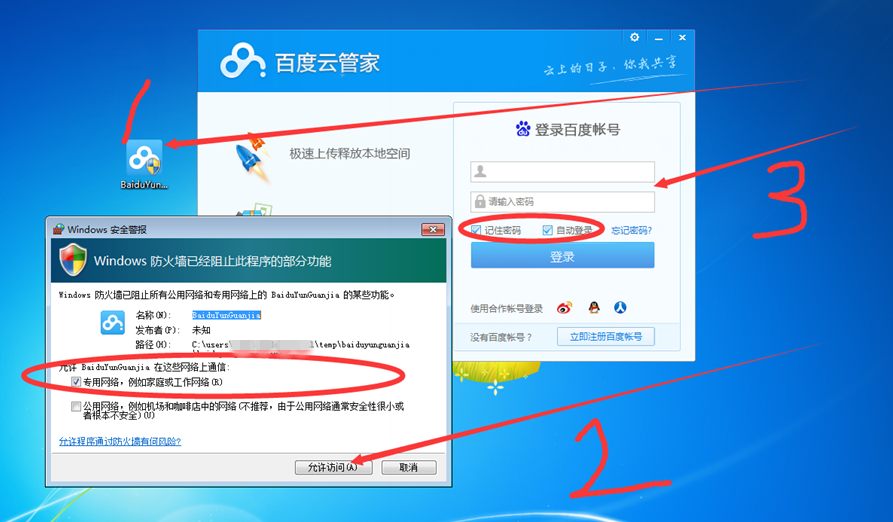 百度云管家
云上的日子，你我共享
1
登录百度帐号
极速上传释放本地空间
BaiduYun...
请输入密码
3
记住密码
自动登录
忘记密码?
登录
Windows 安全警报
Windows 防火墙已经阻止此程序的部分功能
Windows 防火墙已阻止所有公用网络和专用网络上的 BaiduYunGuanjia 的某些功能。
名称(N): BaiduYunGuanjia
发布者(P): 未知
路径(H): C:\users\
l\temp\baiduyunguanjia
使用合作帐号登录
没有百度帐号？
立即注册百度帐号
允许 BaiduYunGuanjia 在这些网络上通信:
专用网络，例如家庭或工作网络(R)
公用网络，例如机场和咖啡店中的网络(不推荐，由于公用网络通常安全性很小或
者根本不安全)(U)
允许程序通过防火墙有何风险?
允许访问(A)
取消
2